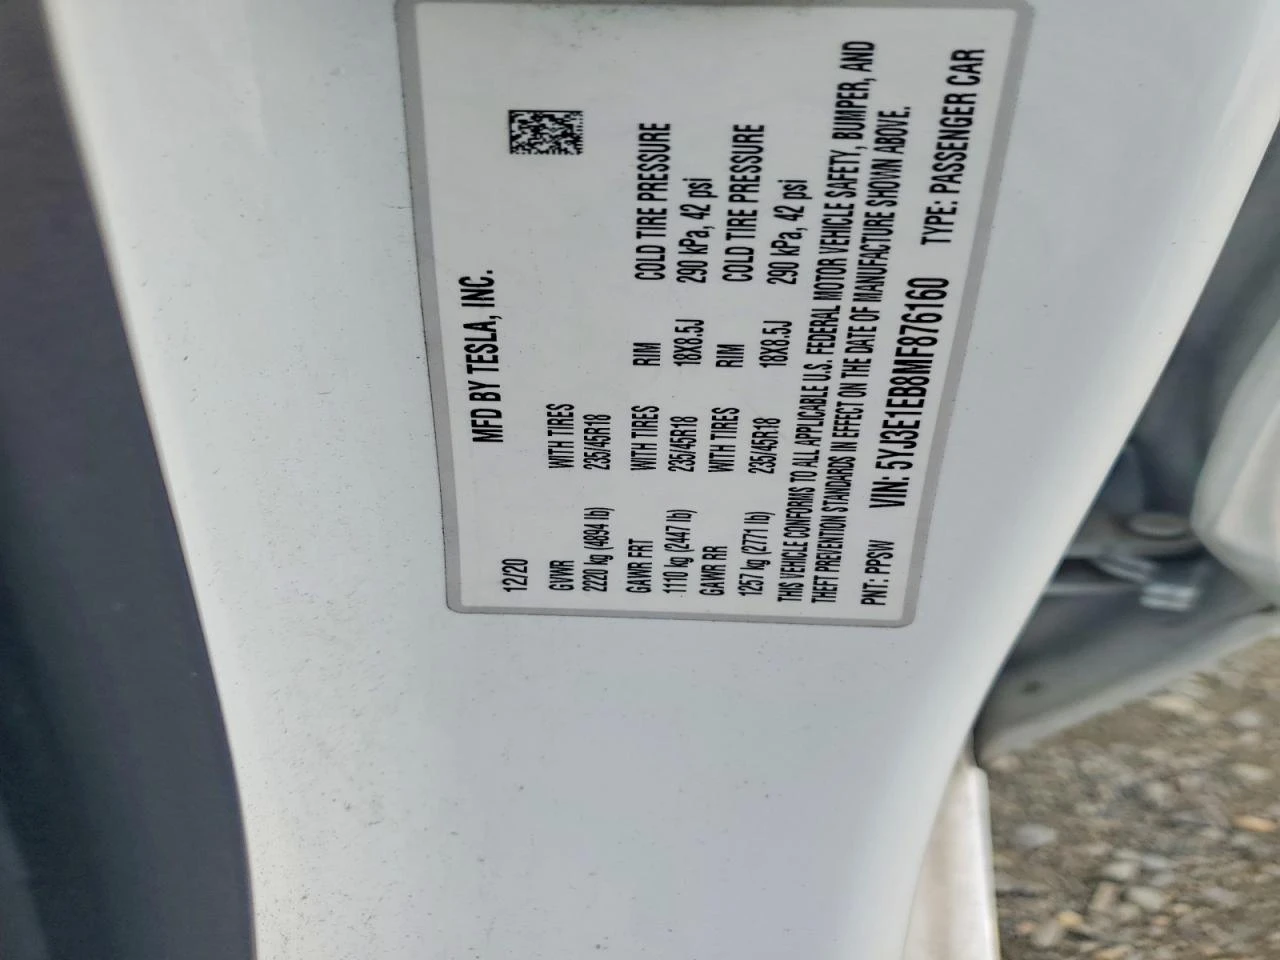 MFD BY TESLA, INC.
12/20
GVWR WITH TIRES
2220 kg (4894 lb) 235/45R18
GAWR FRT WITH TIRES RIM COLD TIRE PRESSURE
1110 kg (2447 lb) 235/45R18 18X8.5J 290 kPa, 42 psi
GAWR RR WITH TIRES RIM COLD TIRE PRESSURE
1257 kg (2771 lb) 235/45R18 18X8.5J 290 kPa, 42 psi
THIS VEHICLE CONFORMS TO ALL APPLICABLE U.S. FEDERAL MOTOR VEHICLE SAFETY, BUMPER, AND
THEFT PREVENTION STANDARDS IN EFFECT ON THE DATE OF MANUFACTURE SHOWN ABOVE.
PNT: PPSW VIN: 5YJ3E1EB8MF876160 TYPE: PASSENGER CAR